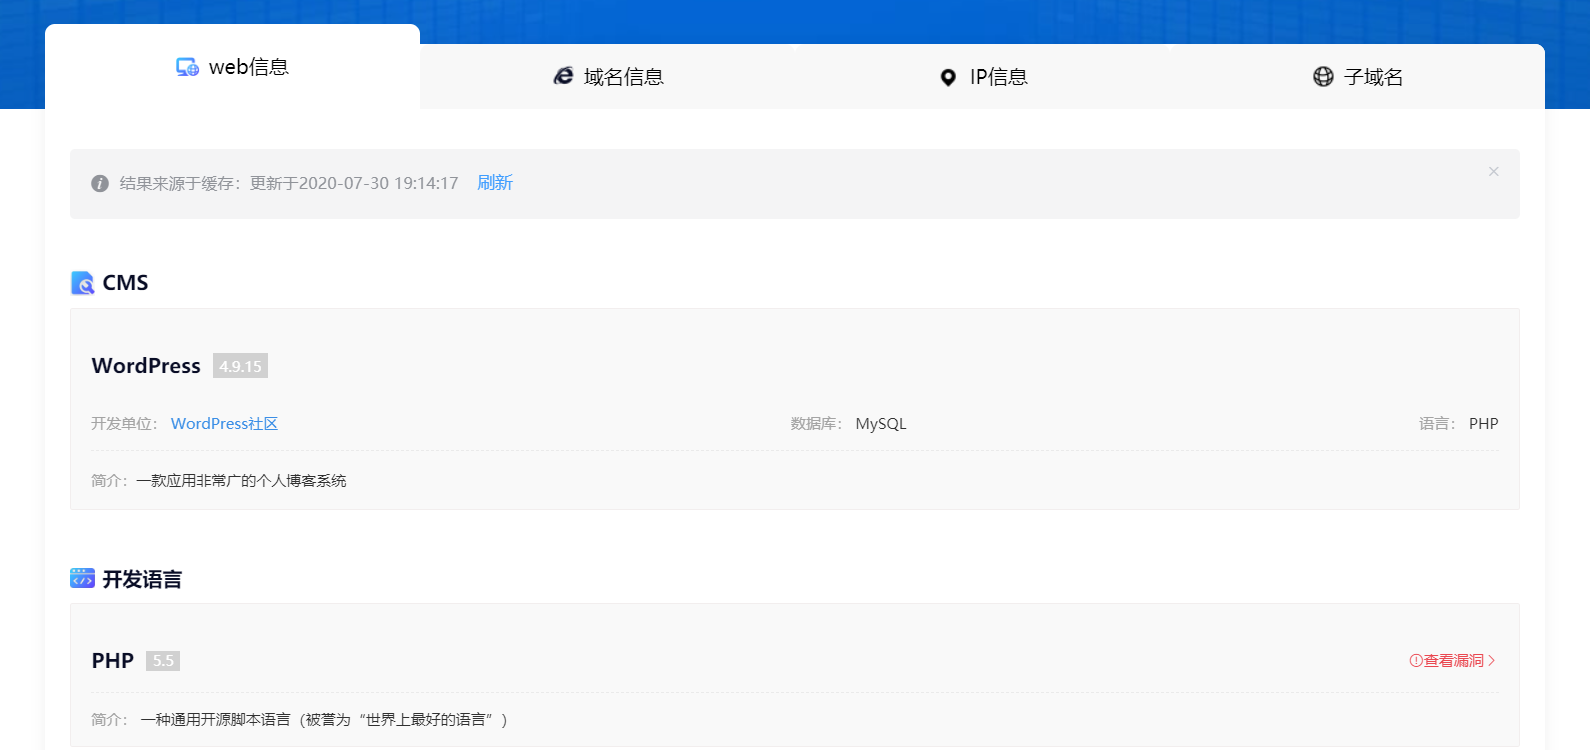 web信息
域名信息
IP信息
子域名
结果来源于缓存：更新于2020-07-30 19:14:17 刷新
CMS
WordPress 4.9.15
开发单位： WordPress社区 数据库： MySQL 语言： PHP
简介：一款应用非常广的个人博客系统
开发语言
PHP 5.5 查看漏洞
简介： 一种通用开源脚本语言（被誉为“世界上最好的语言”）